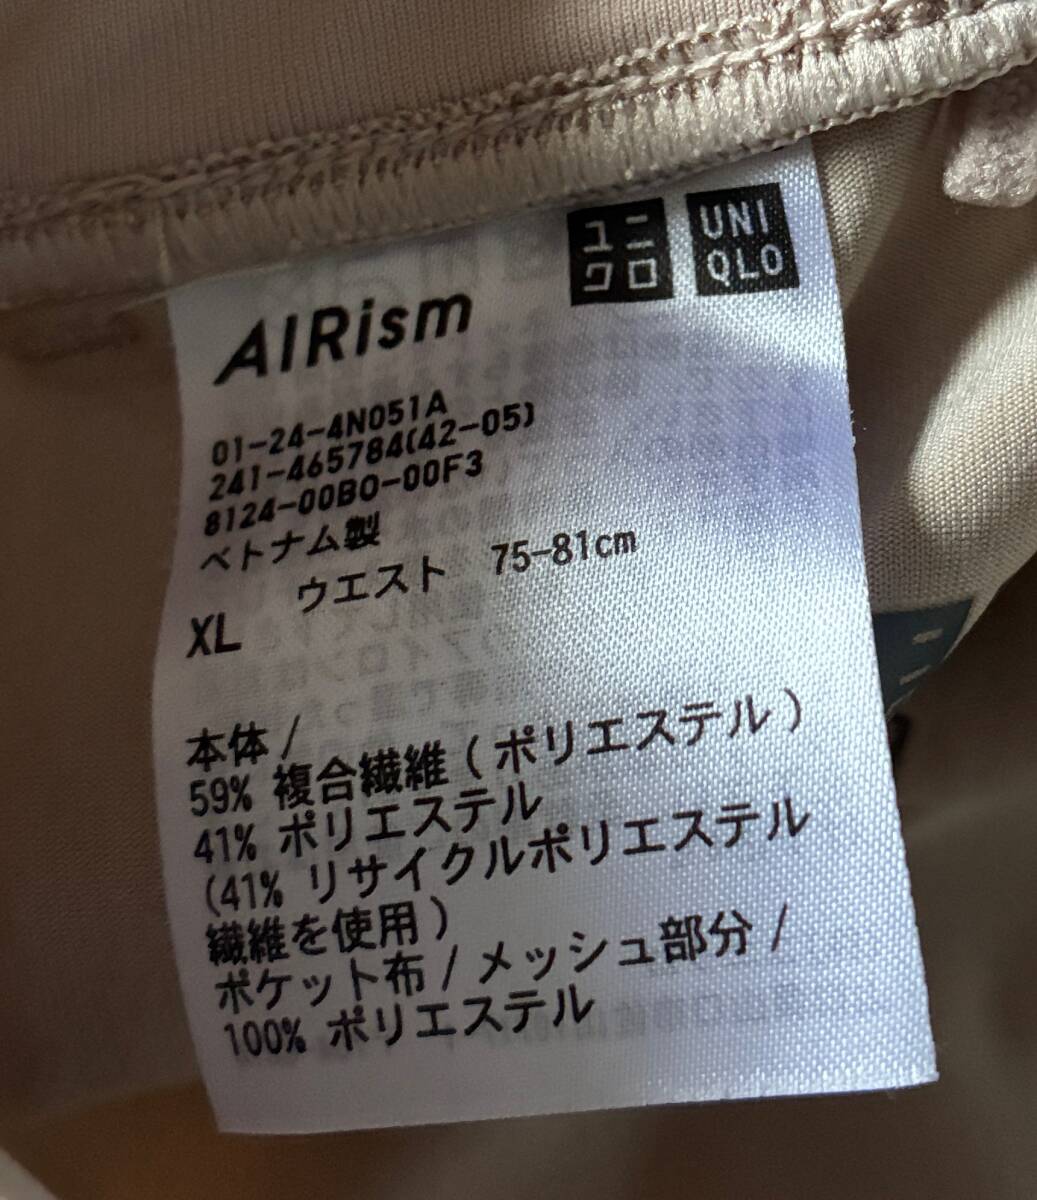 ユニ
クロ
UNI
QLO
AIRism
01-24-4N051A
241-465784(42-05)
8124-00B0-00F3
ベトナム製
ウエスト 75-81cm
XL
本体/
59% 複合繊維(ポリエステル)
41% ポリエステル
(41% リサイクルポリエステル
繊維を使用)
ポケット布/メッシュ部分/
100% ポリエステル